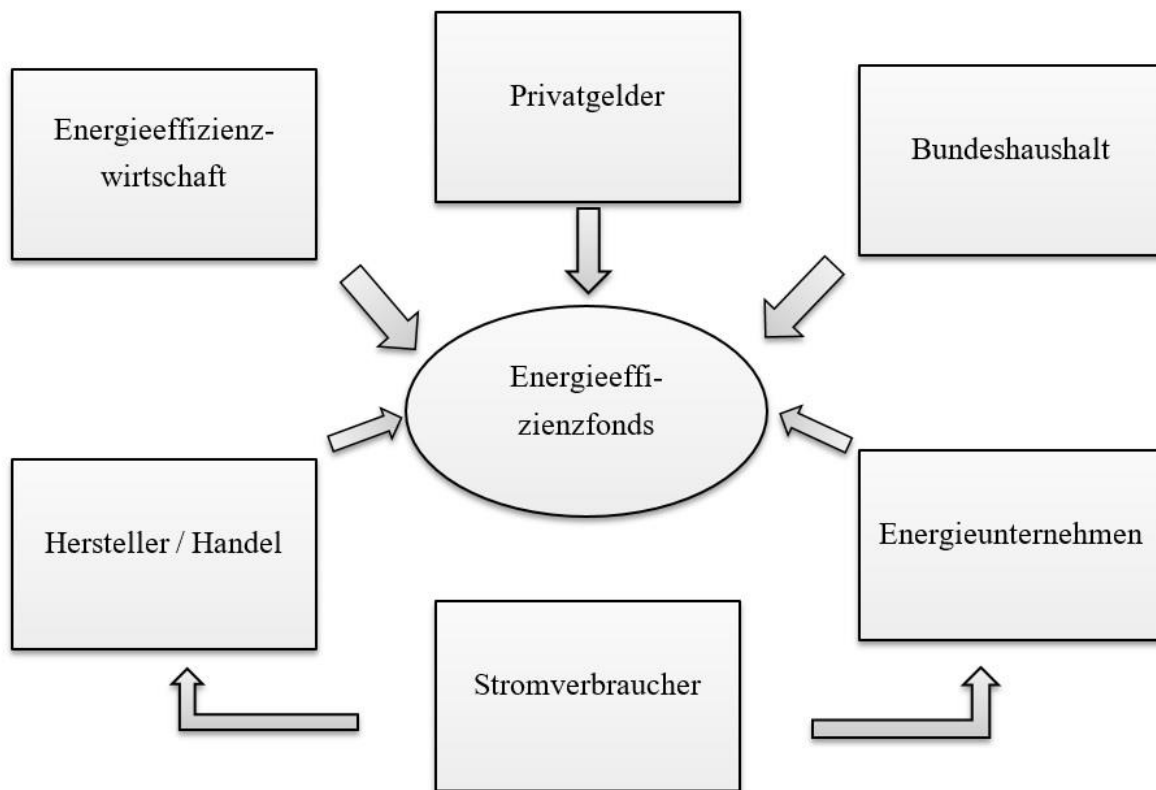 Privatgelder
Energieeffizienz-
wirtschaft
Bundeshaushalt
Energieeffi-
zienzfonds
Hersteller / Handel
Energieunternehmen
Stromverbraucher